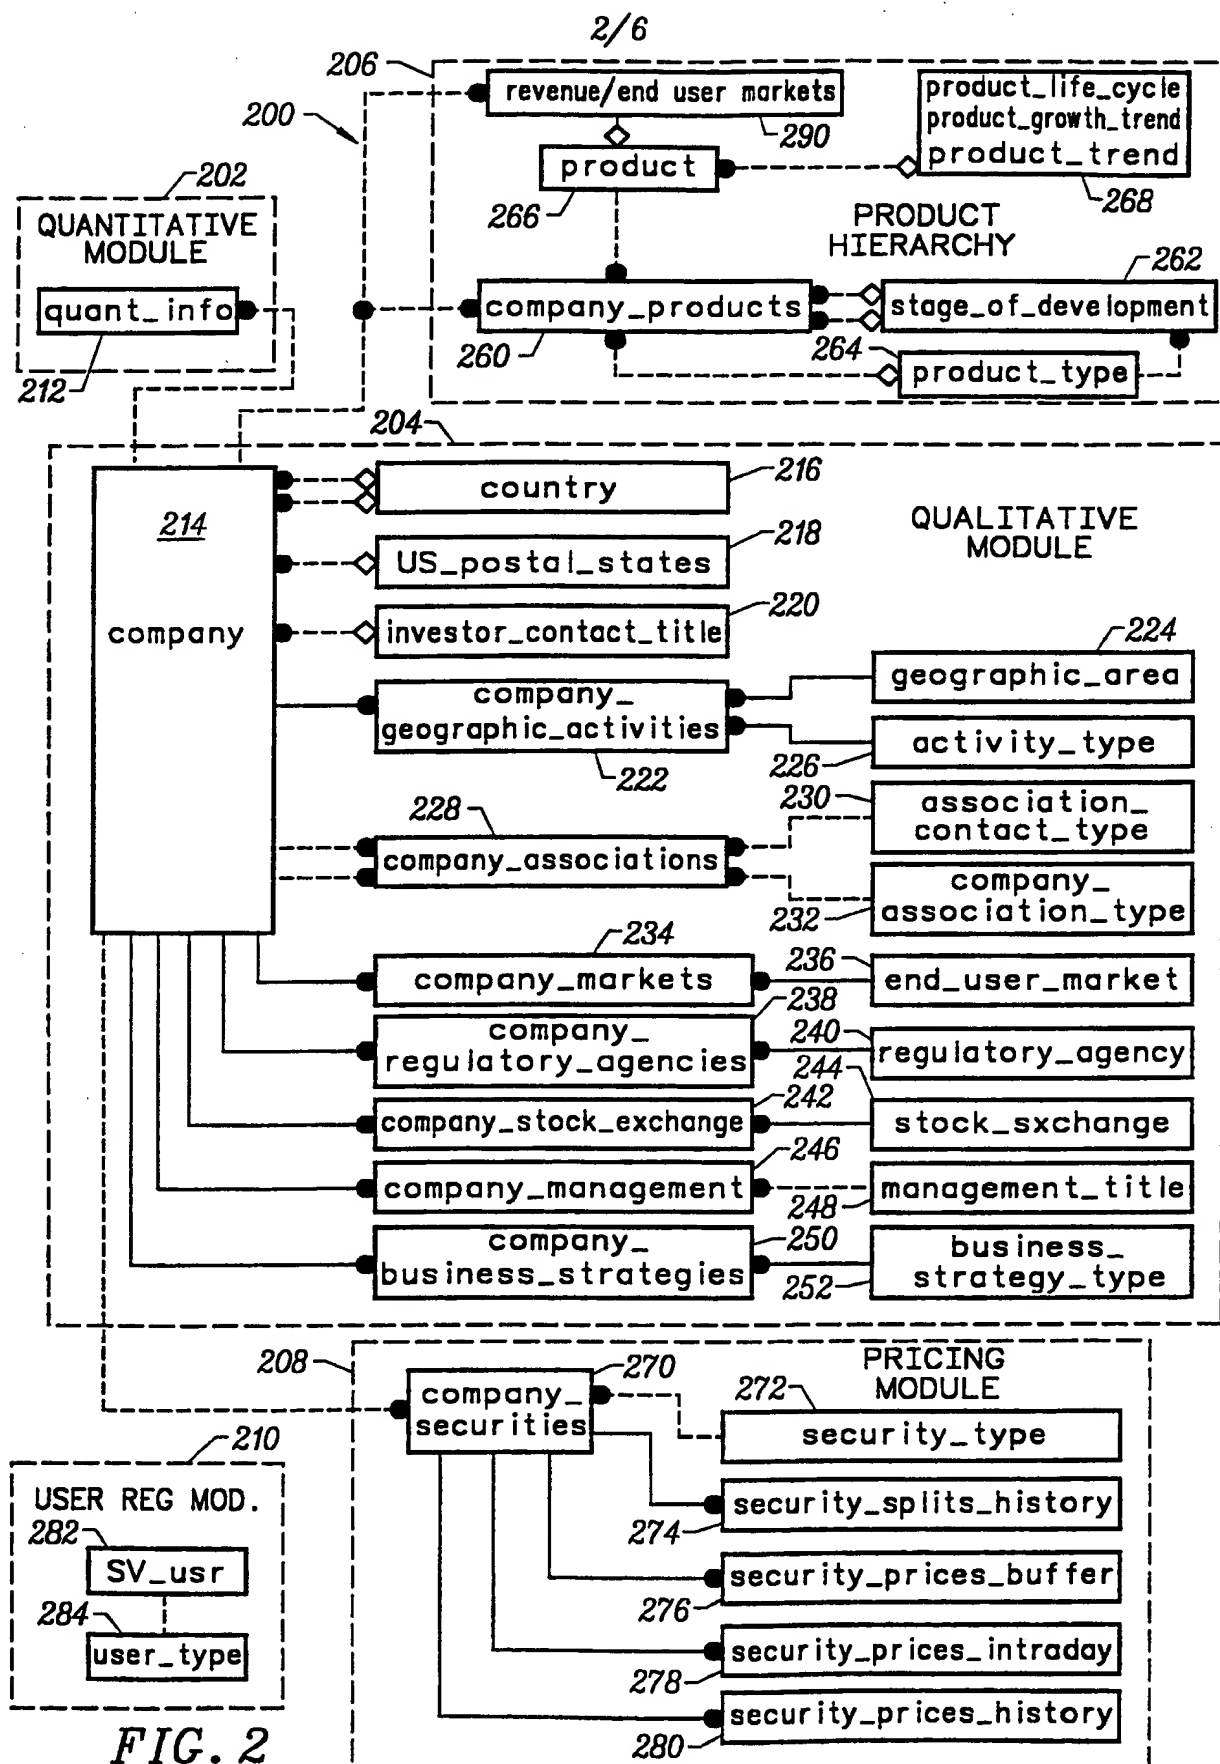 2/6
206
revenue/end user markets
290
product_life_cycle
product_growth_trend
product_trend
268
200
product
266
202
QUANTITATIVE
MODULE
quant_info
212
PRODUCT
HIERARCHY
262
company_products
260
stage_of_development
264
product_type
204
214
company
country
216
QUALITATIVE
MODULE
US_postal_states
218
investor_contact_title
220
company_
geographic_activities
222
geographic_area
224
activity_type
226
228
company_associations
230
association_
contact_type
company_
association_type
232
234
company_markets
236
end_user_market
238
company_
regulatory_agencies
240
regulatory_agency
242
company_stock_exchange
244
stock_sxchange
246
company_management
248
management_title
company_
business_strategies
250
business_
strategy_type
252
208
270
PRICING
MODULE
company_
securities
272
security_type
security_splits_history
274
security_prices_buffer
276
security_prices_intraday
278
security_prices_history
280
210
USER REG MOD.
282
SV_usr
284
user_type
FIG. 2